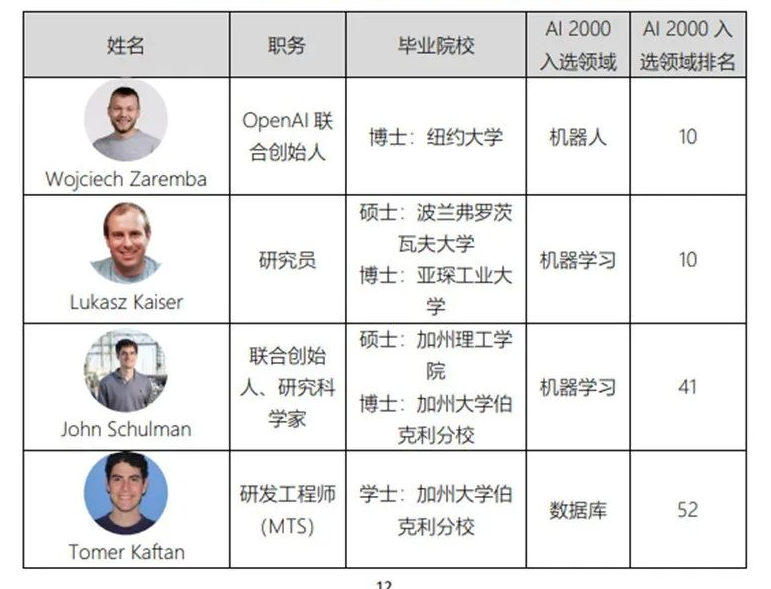 姓名
职务
毕业院校
AI 2000
入选领域
AI 2000 入
选领域排名
Wojciech Zaremba
OpenAI 联
合创始人
博士：纽约大学
机器人
10
Lukasz Kaiser
研究员
硕士：波兰弗罗茨
瓦夫大学
博士：亚琛工业大
学
机器学习
10
John Schulman
联合创始
人、研究科
学家
硕士：加州理工学
院
博士：加州大学伯
克利分校
机器学习
41
Tomer Kaftan
研发工程师
(MTS)
学士：加州大学伯
克利分校
数据库
52
12